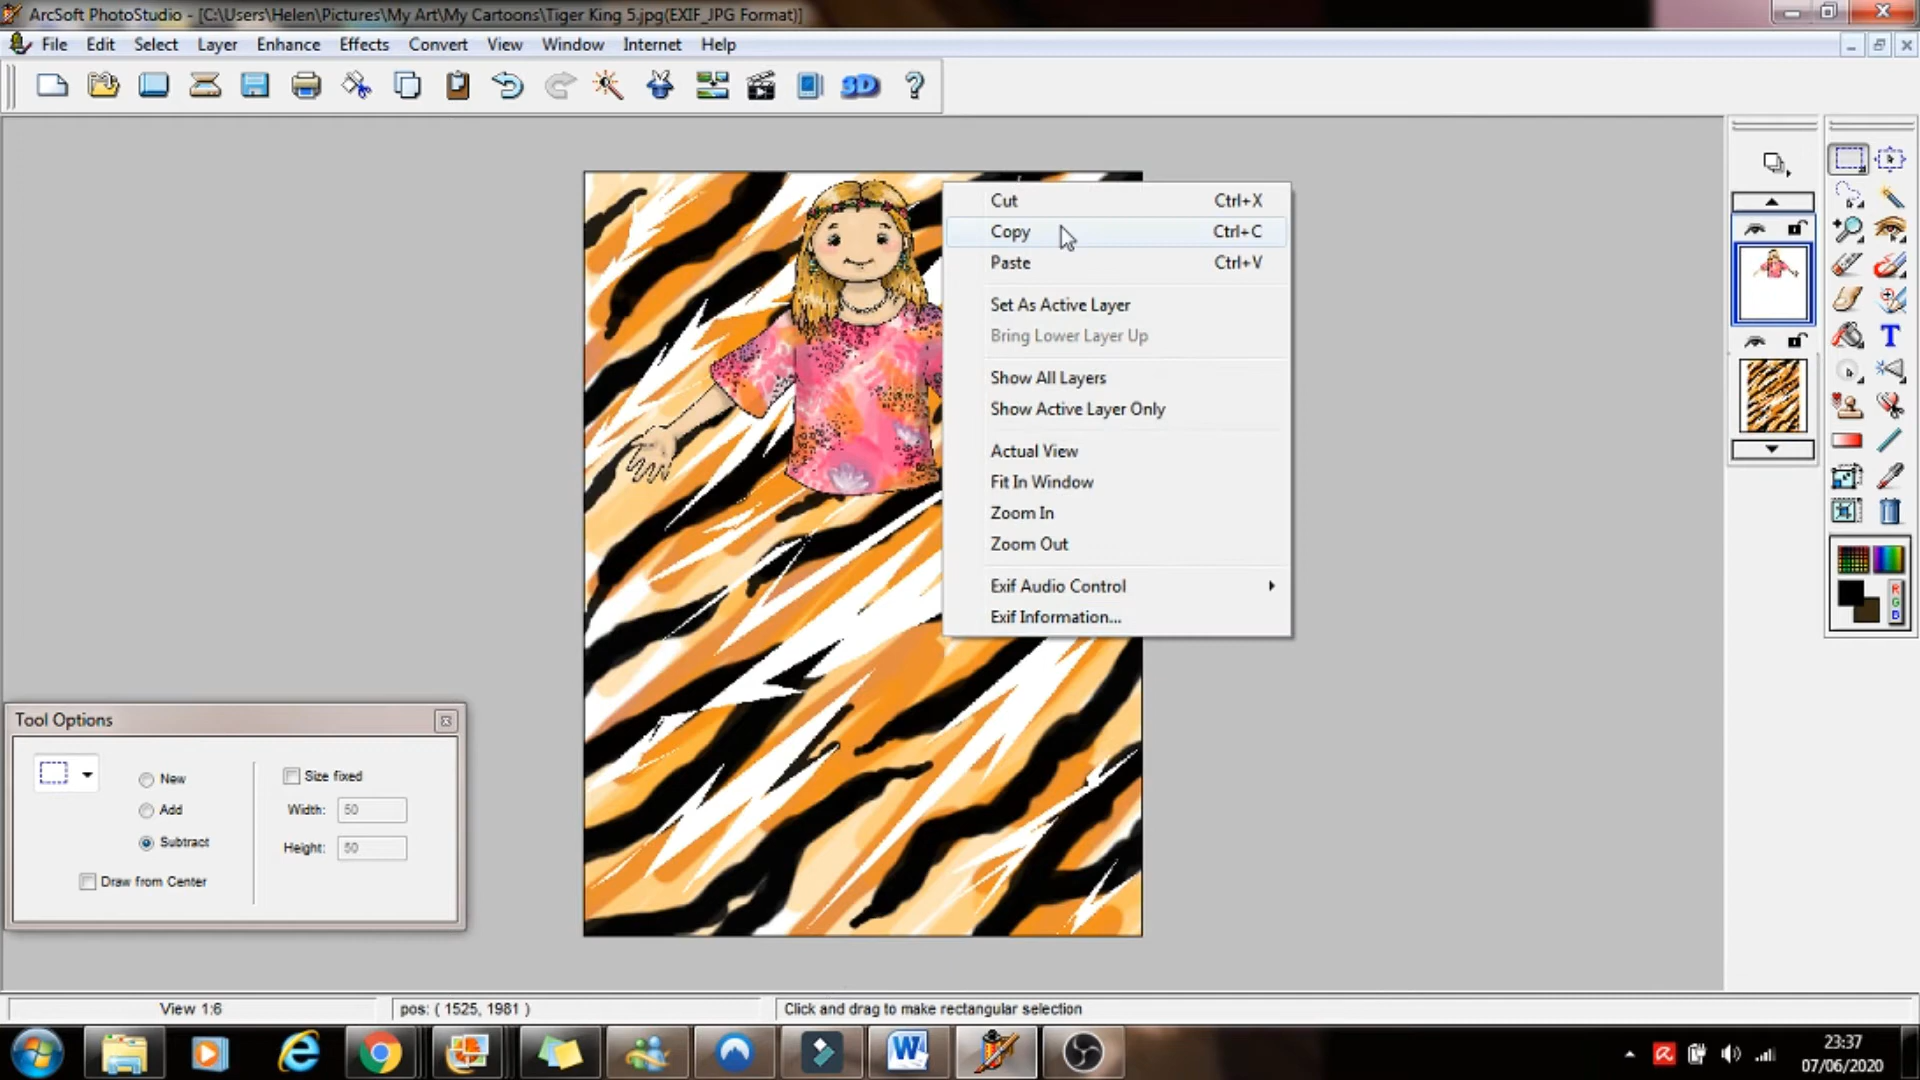 ArcSoft PhotoStudio - [C:\Users\Helen\Pictures\My Art\My Cartoons\Tiger King 5.jpg(EXIF_JPG Format)]
File Edit Select Layer Enhance Effects Convert View Window Internet Help
3D ?
Cut Ctrl+X
Copy Ctrl+C
Paste Ctrl+V
Set As Active Layer
Bring Lower Layer Up
Show All Layers
Show Active Layer Only
Actual View
Fit In Window
Zoom In
Zoom Out
Exif Audio Control
Exif Information...
T
R
G
B
Tool Options
New
Add
Subtract
Draw from Center
Size fixed
Width: 50
Height: 50
View 1:6
pos: ( 1525, 1981 )
Click and drag to make rectangular selection
W
23:37
07/06/2020